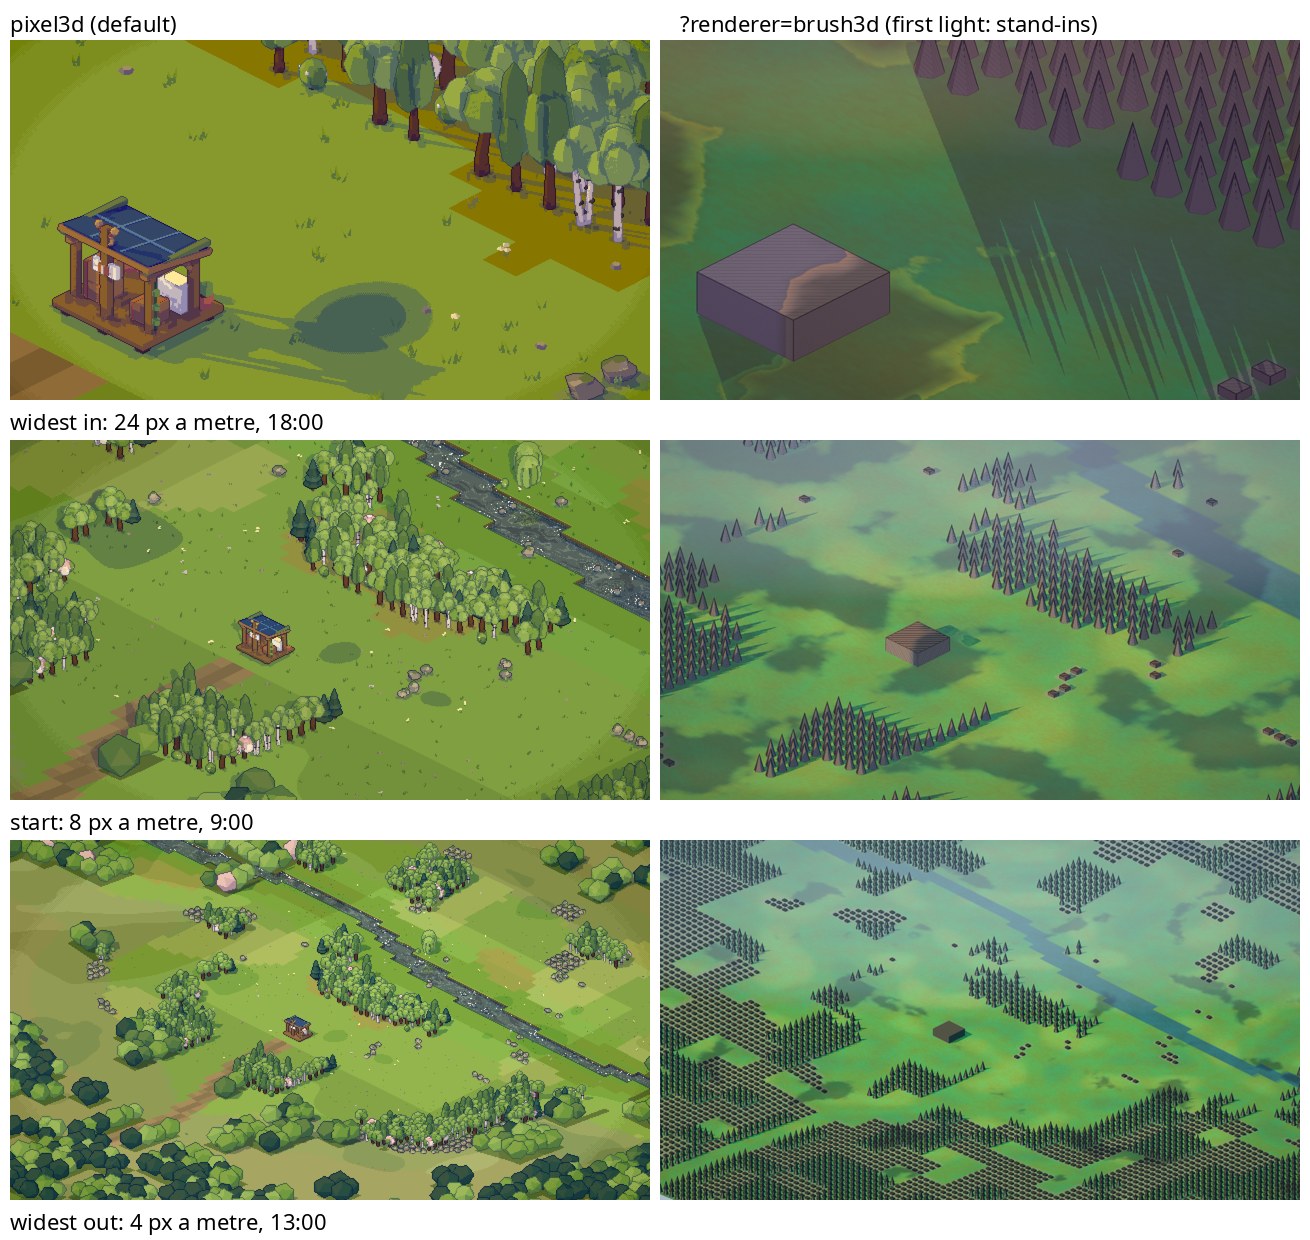 pixel3d (default)
?renderer=brush3d (first light: stand-ins)
widest in: 24 px a metre, 18:00
start: 8 px a metre, 9:00
widest out: 4 px a metre, 13:00